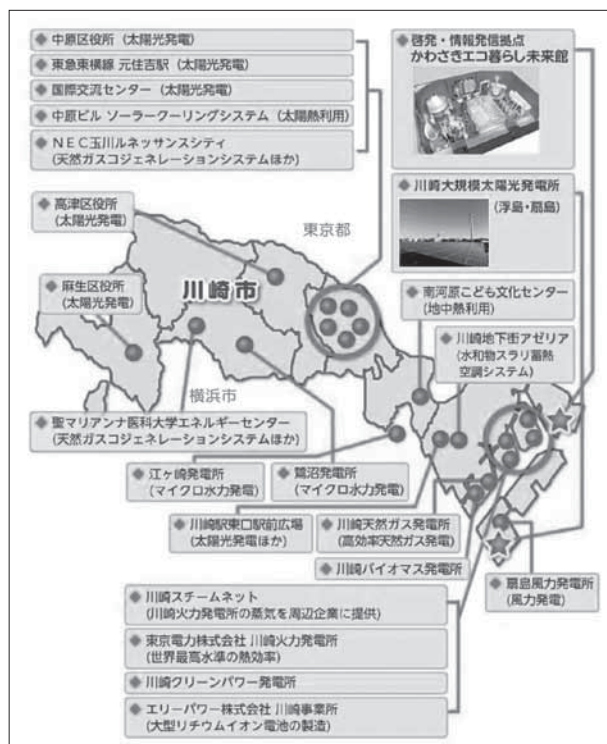 ◆ 中原区役所 (太陽光発電)
◆ 東急東横線 元住吉駅 (太陽光発電)
◆ 国際交流センター (太陽光発電)
◆ 中原ビル ソーラークーリングシステム (太陽熱利用)
◆ NEC玉川ルネッサンスシティ
(天然ガスコジェネレーションシステムほか)
◆ 啓発・情報発信拠点
かわさきエコ暮らし未来館
◆ 川崎大規模太陽光発電所
(浮島・扇島)
◆ 高津区役所
(太陽光発電)
東京都
◆ 麻生区役所
(太陽光発電)
川崎市
◆ 南河原こども文化センター
(地中熱利用)
◆ 川崎地下街アゼリア
(水和物スラリ蓄熱
空調システム)
横浜市
◆ 聖マリアンナ医科大学エネルギーセンター
(天然ガスコジェネレーションシステムほか)
◆ 江ヶ崎発電所
(マイクロ水力発電)
◆ 鷺沼発電所
(マイクロ水力発電)
◆ 川崎駅東口駅前広場
(太陽光発電ほか)
◆ 川崎天然ガス発電所
(高効率天然ガス発電)
◆ 川崎バイオマス発電所
◆ 扇島風力発電所
(風力発電)
◆ 川崎スチームネット
(川崎火力発電所の蒸気を周辺企業に提供)
◆ 東京電力株式会社 川崎火力発電所
(世界最高水準の熱効率)
◆ 川崎クリーンパワー発電所
◆ エリーパワー株式会社 川崎事業所
(大型リチウムイオン電池の製造)